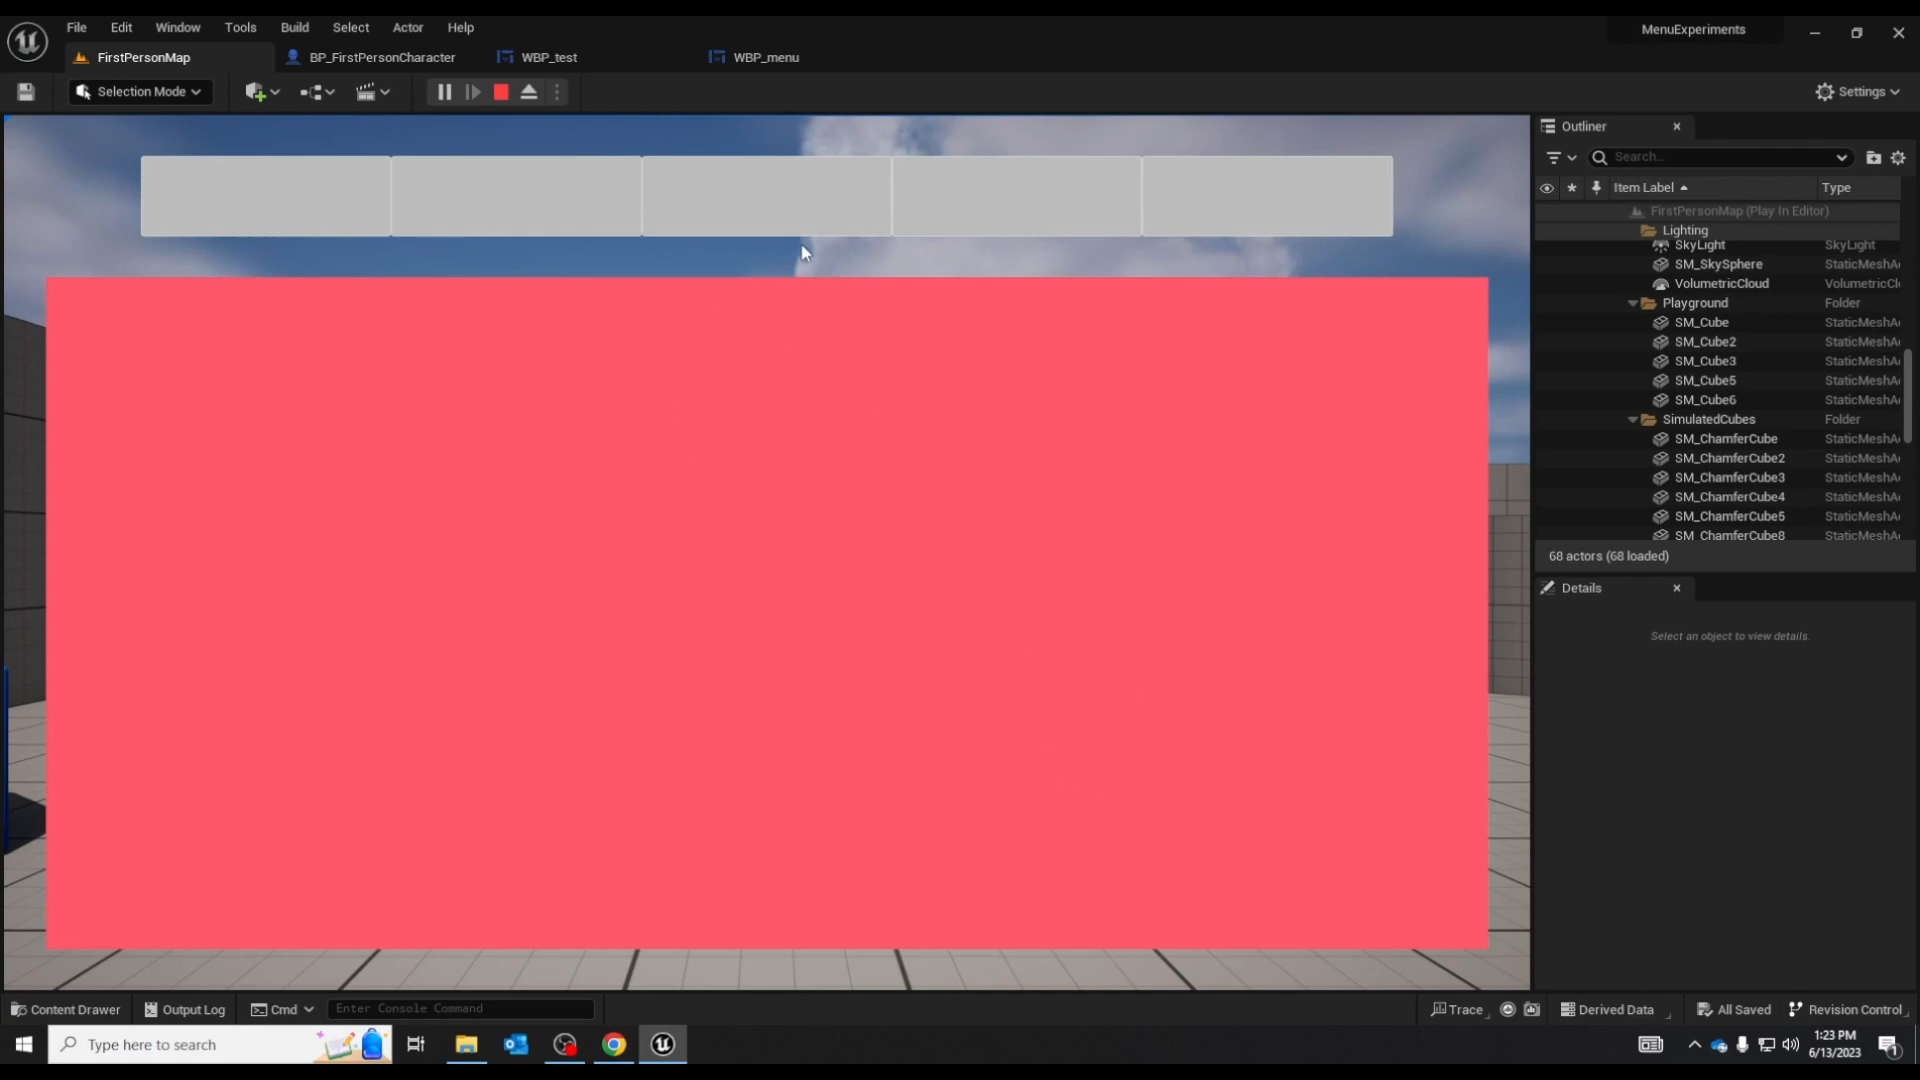 File Edit Window Tools Build Select Actor Help
MenuExperiments
FirstPersonMap BP_FirstPersonCharacter WBP_test WBP_menu
Selection Mode
Settings
Outliner
Search...
Item Label Type
FirstPersonMap (Play In Editor)
Lighting
SkyLight SkyLight
SM_SkySphere StaticMeshA
VolumetricCloud VolumetricCl
Playground Folder
SM_Cube StaticMeshA
SM_Cube2 StaticMeshA
SM_Cube3 StaticMeshA
SM_Cube5 StaticMeshA
SM_Cube6 StaticMeshA
SimulatedCubes Folder
SM_ChamferCube StaticMeshA
SM_ChamferCube2 StaticMeshA
SM_ChamferCube3 StaticMeshA
SM_ChamferCube4 StaticMeshA
SM_ChamferCube5 StaticMeshA
SM_ChamferCube8 StaticMeshA
68 actors (68 loaded)
Details
Select an object to view details.
Content Drawer Output Log Cmd Enter Console Command
Trace Derived Data All Saved Revision Control
Type here to search
1:23 PM
6/13/2023
1